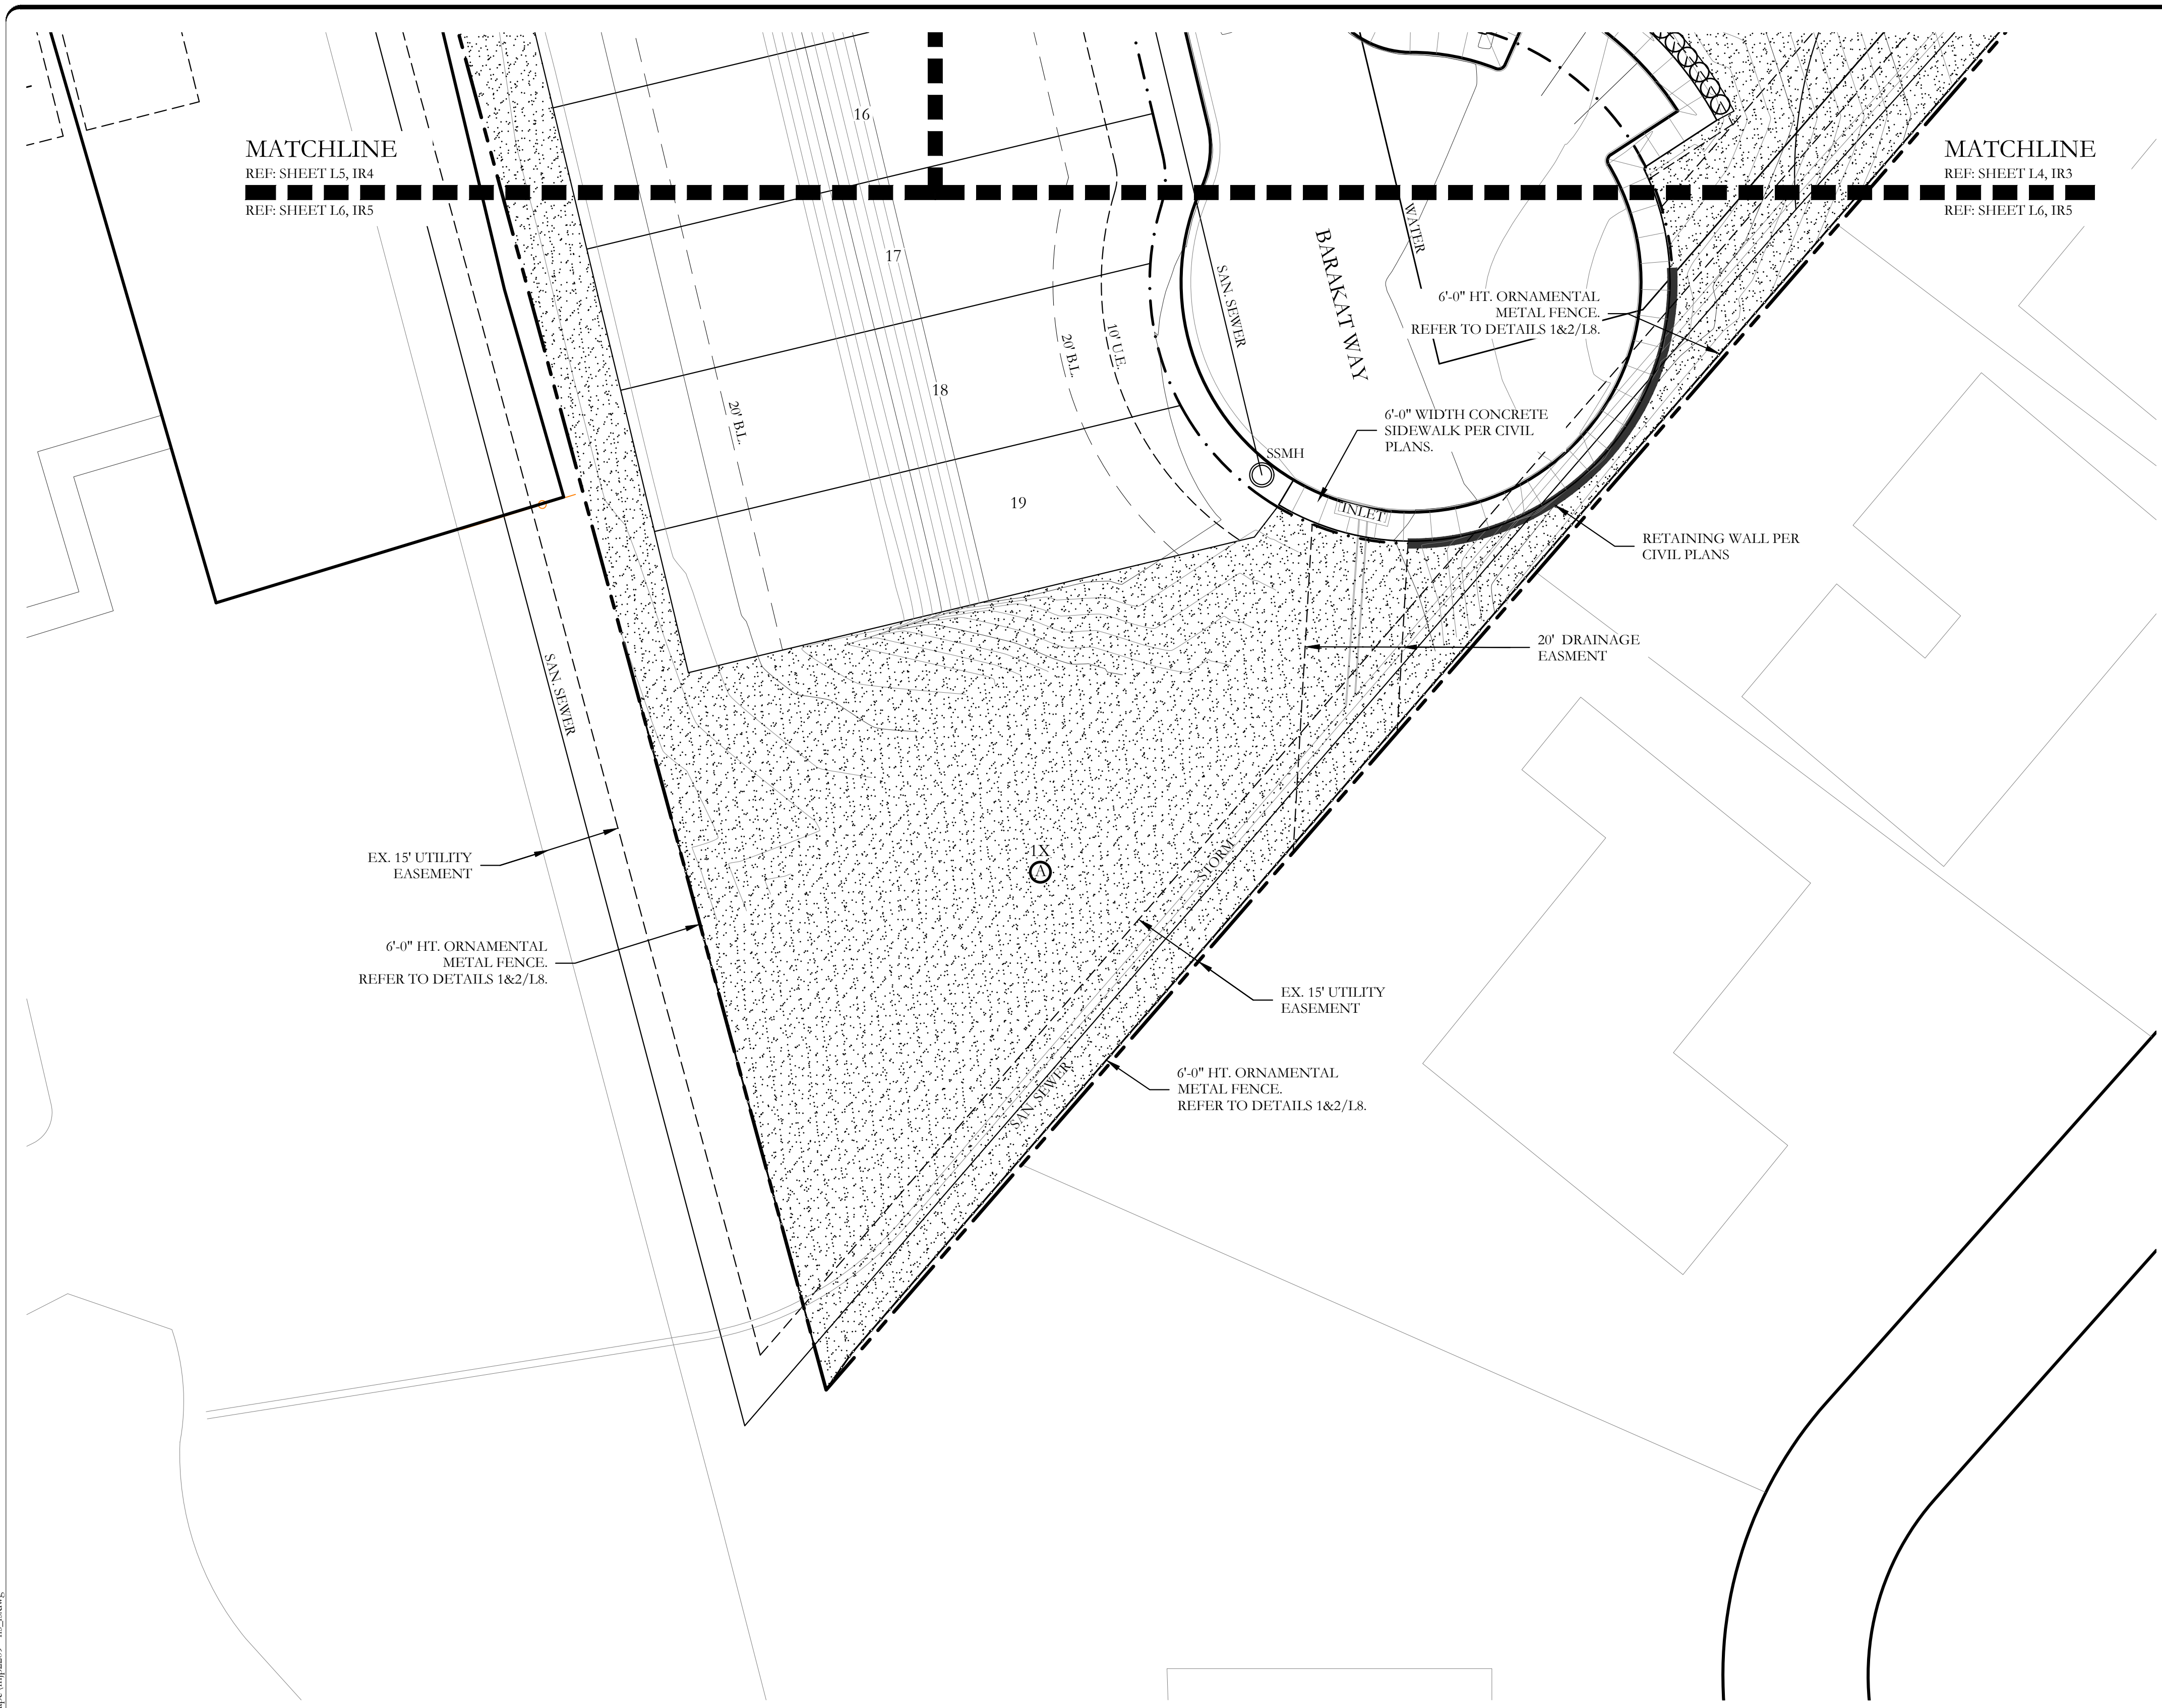 16
MATCHLINE
REF: SHEET L5, IR4
REF: SHEET L6, IR5
MATCHLINE
REF: SHEET L4, IR3
REF: SHEET L6, IR5
17
WATER
BARAKAT WAY
SAN. SEWER
6'-0" HT. ORNAMENTAL
METAL FENCE.
REFER TO DETAILS 1&2/L8.
20' B.L.
10' U.E.
18
20' B.L.
6'-0" WIDTH CONCRETE
SIDEWALK PER CIVIL
PLANS.
SSMH
19
INLET
RETAINING WALL PER
CIVIL PLANS
20' DRAINAGE
EASMENT
SAN. SEWER
EX. 15' UTILITY
EASEMENT
1X
A
STORM
6'-0" HT. ORNAMENTAL
METAL FENCE.
REFER TO DETAILS 1&2/L8.
EX. 15' UTILITY
EASEMENT
SAN. SEWER
6'-0" HT. ORNAMENTAL
METAL FENCE.
REFER TO DETAILS 1&2/L8.